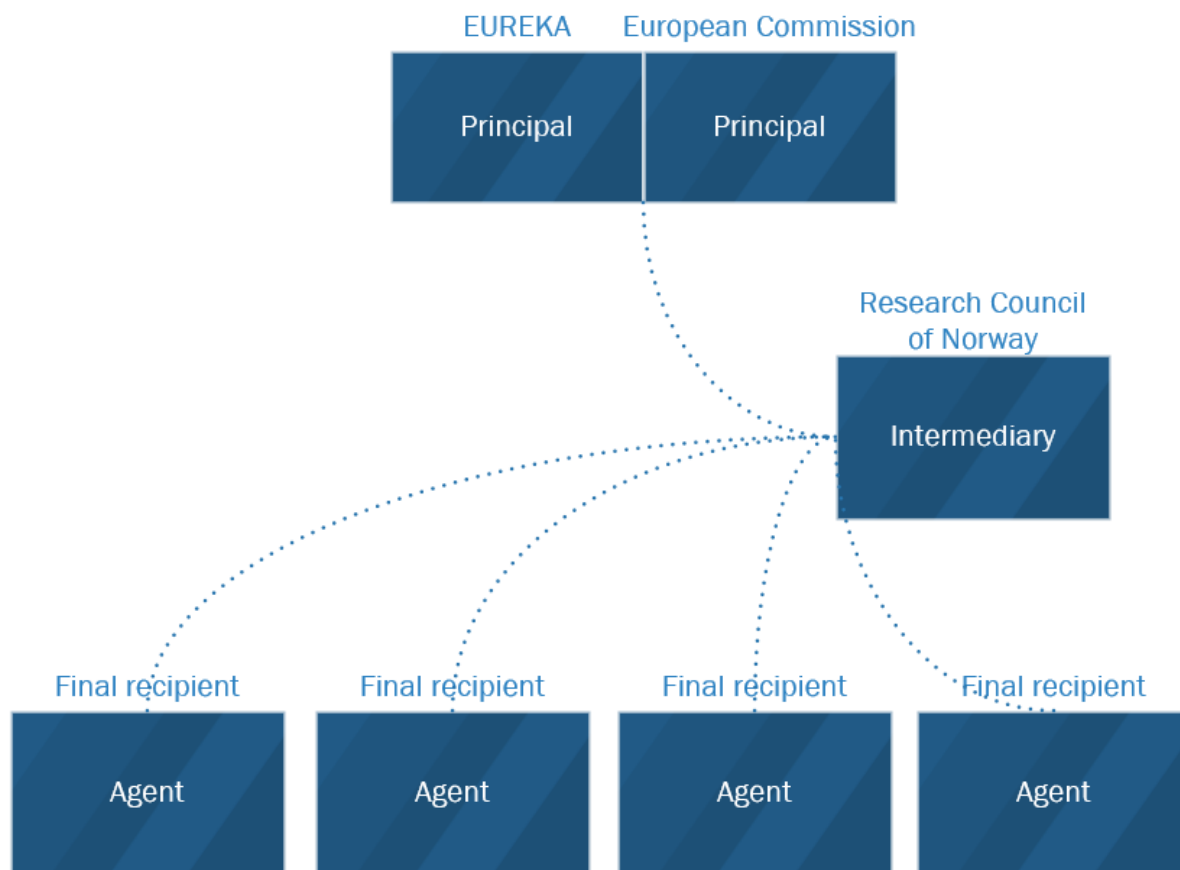 EUREKA
European Commission
Principal
Principal
Research Council
of Norway
Intermediary
Final recipient
Final recipient
Final recipient
Final recipient
Agent
Agent
Agent
Agent